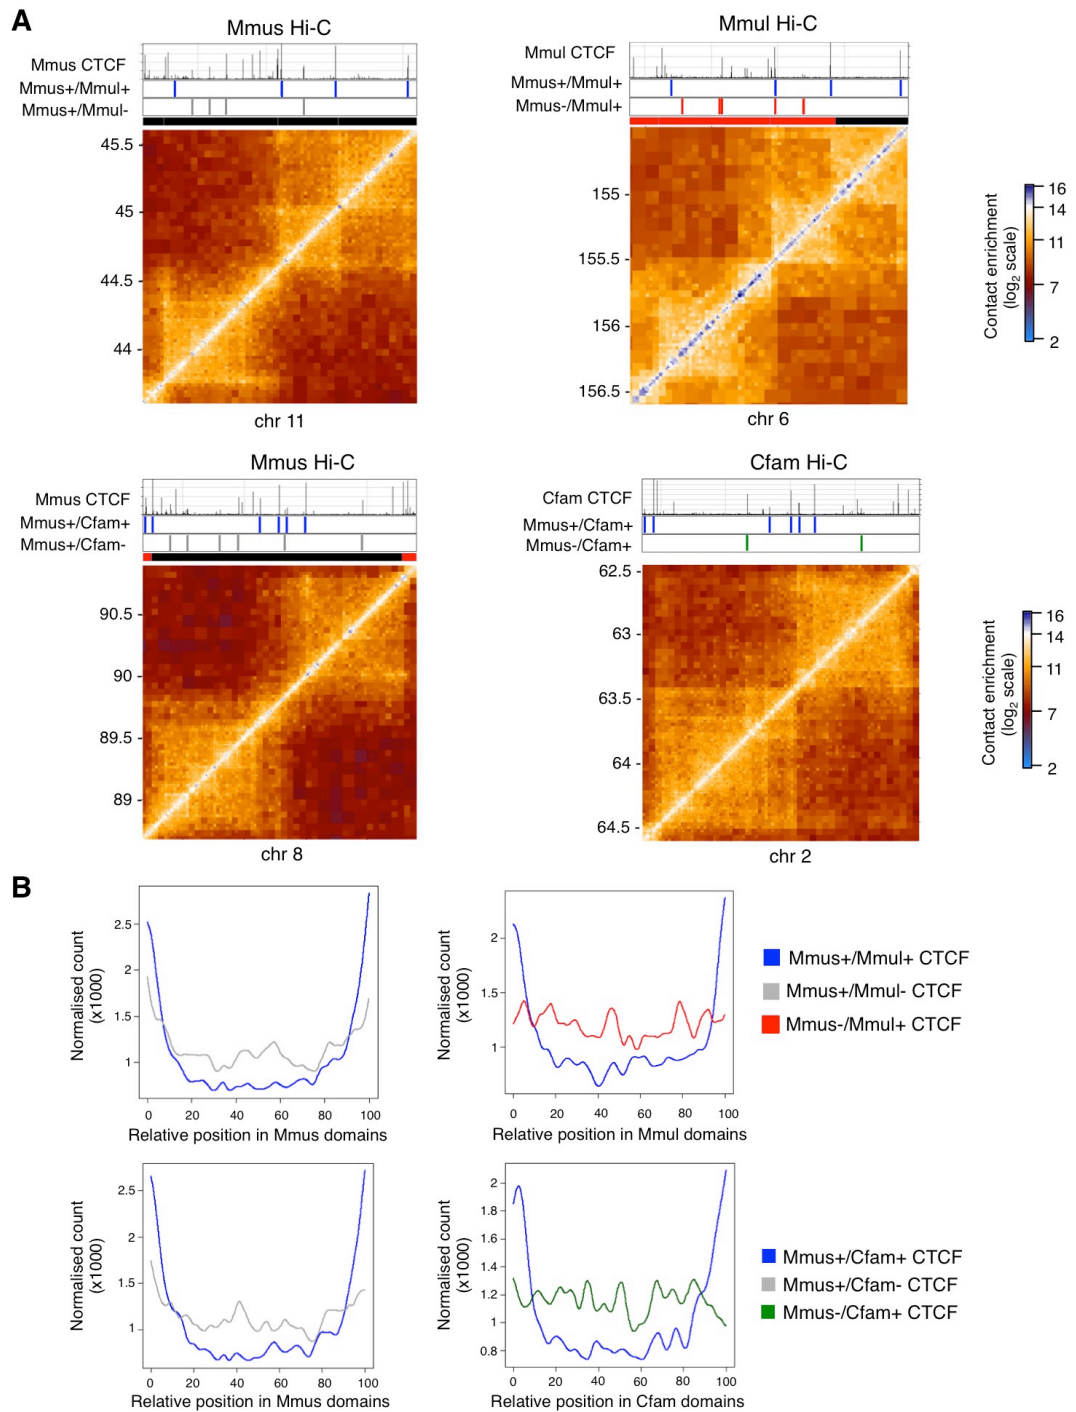 A
Mmus Hi-C
Mmus CTCF
Mmus+/Mmul+
Mmus+/Mmul-
45.5
45
44.5
44
chr 11
Mmul Hi-C
Mmul CTCF
Mmus+/Mmul+
Mmus-/Mmul+
155
155.5
156
156.5
chr 6
Contact enrichment
(log2 scale)
16
14
11
7
2
Mmus Hi-C
Mmus CTCF
Mmus+/Cfam+
Mmus+/Cfam-
90.5
90
89.5
89
chr 8
Cfam Hi-C
Cfam CTCF
Mmus+/Cfam+
Mmus-/Cfam+
62.5
63
63.5
64
64.5
chr 2
Contact enrichment
(log2 scale)
16
14
11
7
2
B
Normalised count
(x1000)
2.5
2
1.5
1
0 20 40 60 80 100
Relative position in Mmus domains
Normalised count
(x1000)
2
1.5
1
0 20 40 60 80 100
Relative position in Mmul domains
Mmus+/Mmul+ CTCF
Mmus+/Mmul- CTCF
Mmus-/Mmul+ CTCF
Normalised count
(x1000)
2.5
2
1.5
1
0 20 40 60 80 100
Relative position in Mmus domains
Normalised count
(x1000)
2
1.8
1.6
1.4
1.2
1
0.8
0 20 40 60 80 100
Relative position in Cfam domains
Mmus+/Cfam+ CTCF
Mmus+/Cfam- CTCF
Mmus-/Cfam+ CTCF